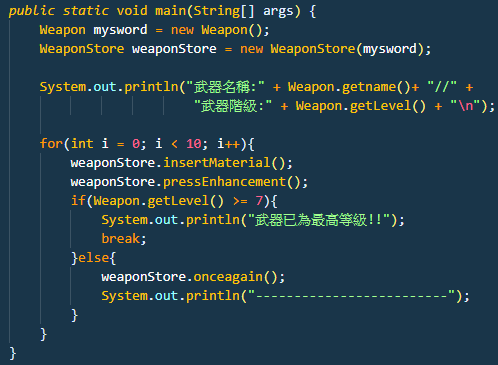 public static void main(String[] args) {
Weapon mysword = new Weapon();
WeaponStore weaponStore = new WeaponStore(mysword);
System.out.println("武器名稱:" + Weapon.getname()+ "//" +
"武器階級:" + Weapon.getLevel() + "\n");
for(int i = 0; i < 10; i++){
weaponStore.insertMaterial();
weaponStore.pressEnhancement();
if(Weapon.getLevel() >= 7){
System.out.println("武器已為最高等級!!");
break;
}else{
weaponStore.onceagain();
System.out.println("-------------------------");
}
}
}